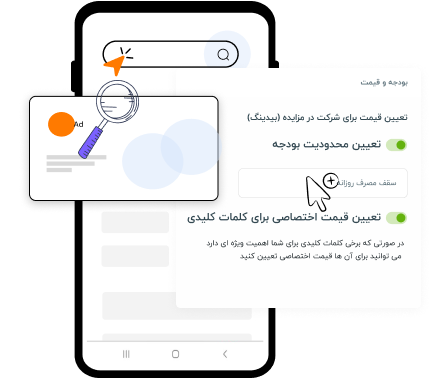 Ad
بودجه و قیمت
تعیین قیمت برای شرکت در مزایده (بیدینگ)
تعیین محدودیت بودجه
سقف مصرف روزانه
تعیین قیمت اختصاصی برای کلمات کلیدی
در صورتی که برخی کلمات کلیدی برای شما اهمیت ویژه ای دارد
می توانید برای آن ها قیمت اختصاصی تعیین کنید